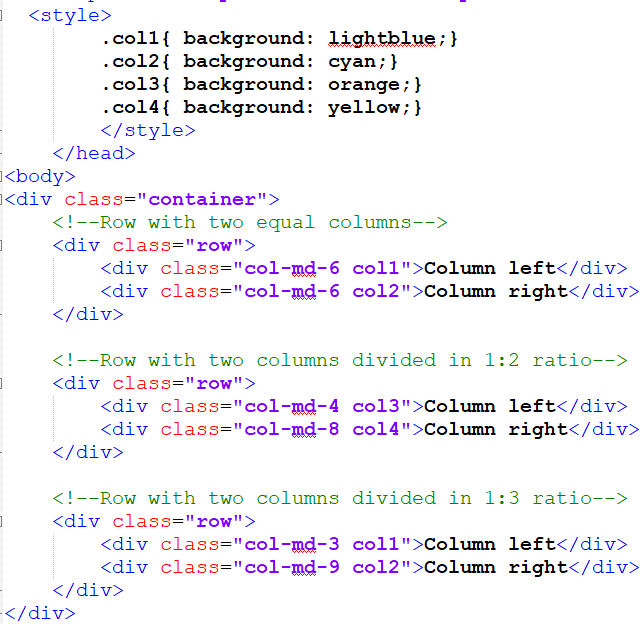 <style>
.col1{ background: lightblue;}
.col2{ background: cyan;}
.col3{ background: orange;}
.col4{ background: yellow;}
</style>
</head>
<body>
<div class="container">
<!--Row with two equal columns-->
<div class="row">
<div class="col-md-6 col1">Column left</div>
<div class="col-md-6 col2">Column right</div>
</div>
<!--Row with two columns divided in 1:2 ratio-->
<div class="row">
<div class="col-md-4 col3">Column left</div>
<div class="col-md-8 col4">Column right</div>
</div>
<!--Row with two columns divided in 1:3 ratio-->
<div class="row">
<div class="col-md-3 col1">Column left</div>
<div class="col-md-9 col2">Column right</div>
</div>
</div>